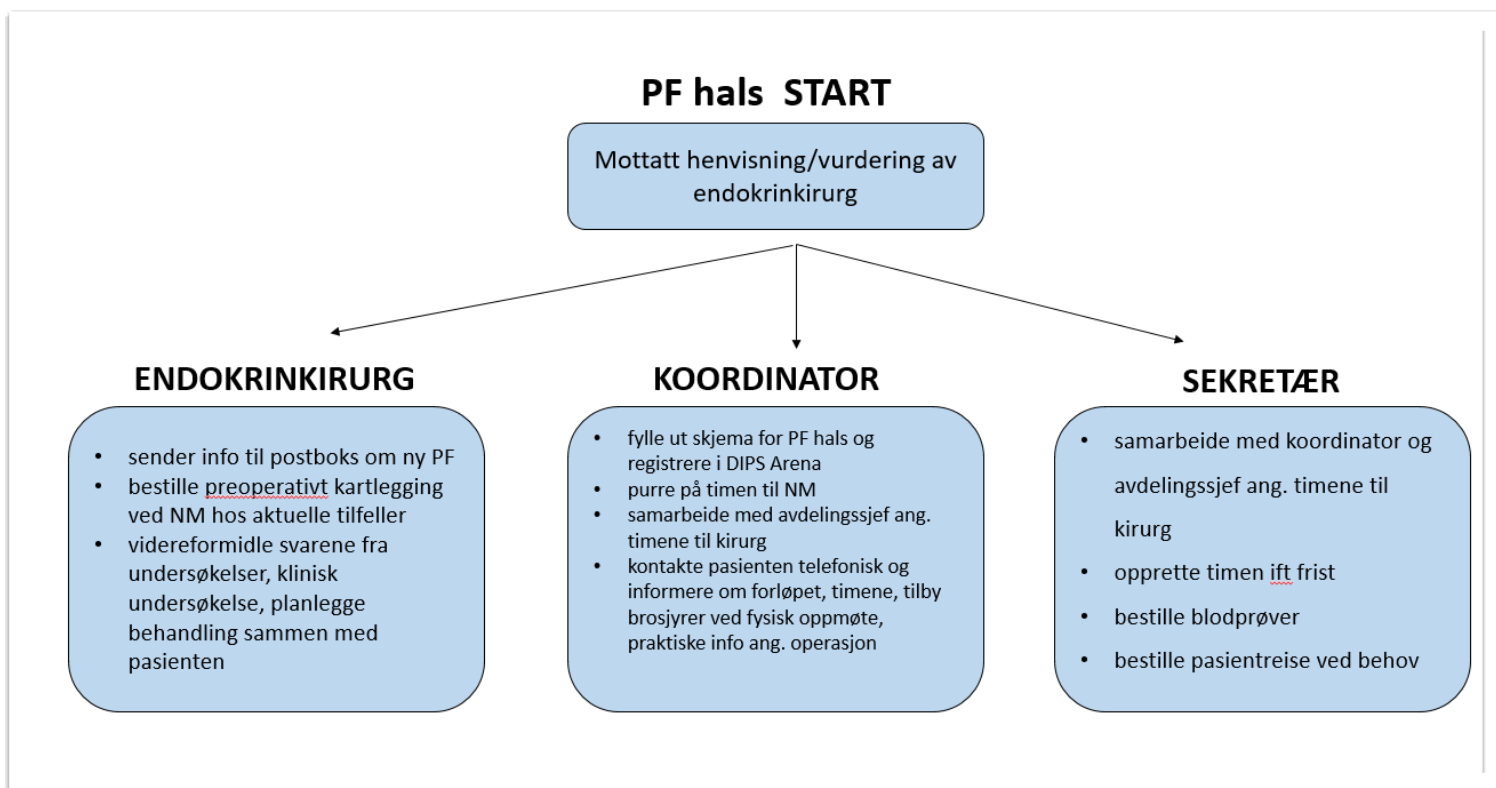 PF hals  START
Mottatt henvisning/vurdering av
endokrinkirurg
ENDOKRINKIRURG
• sender info til postboks om ny PF
• bestille preoperativt kartlegging
ved NM hos aktuelle tilfeller
• videreformidle svarene fra
undersøkelser, klinisk
undersøkelse, planlegge
behandling sammen med
pasienten
KOORDINATOR
• fylle ut skjema for PF hals og
registrere i DIPS Arena
• purre på timen til NM
• samarbeide med avdelingssjef ang.
timene til kirurg
• kontakte pasienten telefonisk og
informere om forløpet, timene, tilby
brosjyrer ved fysisk oppmøte,
praktiske info ang. operasjon
SEKRETÆR
• samarbeide med koordinator og
avdelingssjef ang. timene til
kirurg
• opprette timen ift frist
• bestille blodprøver
• bestille pasientreise ved behov